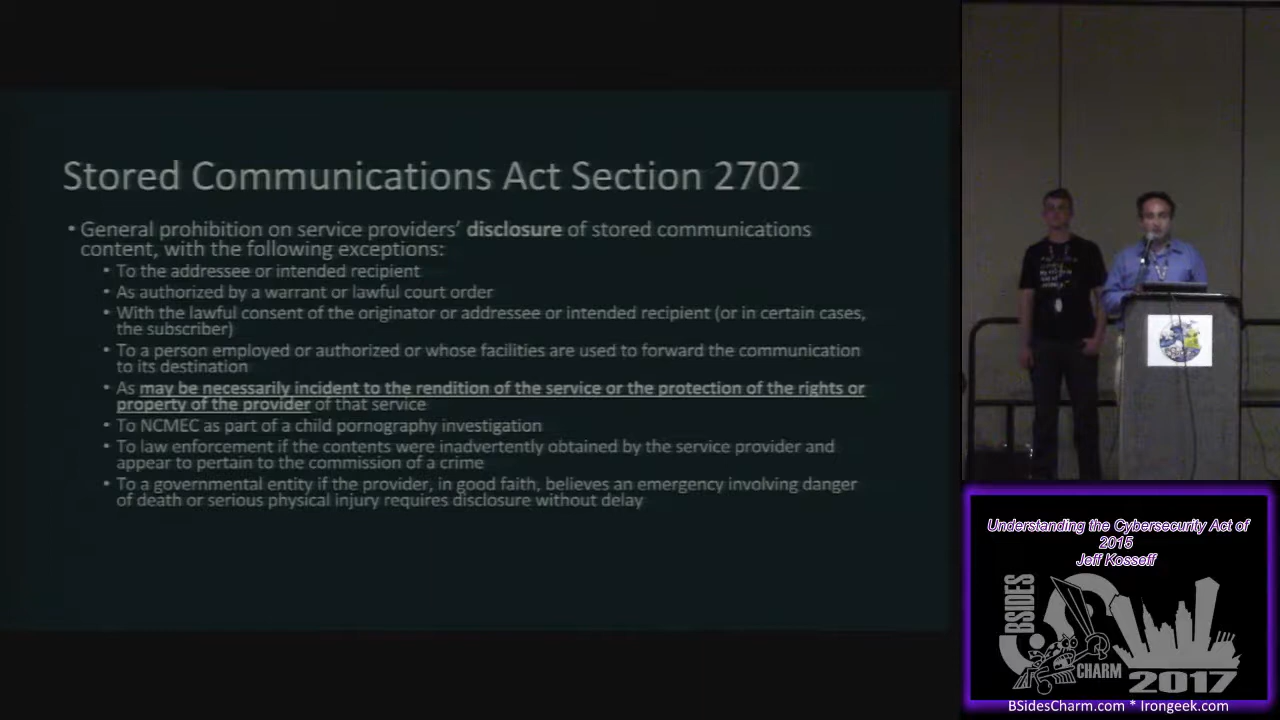 Stored Communications Act Section 2702
• General prohibition on service providers' disclosure of stored communications
content, with the following exceptions:
• To the addressee or intended recipient
• As authorized by a warrant or lawful court order
• With the lawful consent of the originator or addressee or intended recipient (or in certain cases,
the subscriber)
• To a person employed or authorized or whose facilities are used to forward the communication
to its destination
• As may be necessarily incident to the rendition of the service or the protection of the rights or
property of the provider of that service
• To NCMEC as part of a child pornography investigation
• To law enforcement if the contents were inadvertently obtained by the service provider and
appear to pertain to the commission of a crime
• To a governmental entity if the provider, in good faith, believes an emergency involving danger
of death or serious physical injury requires disclosure without delay
Understanding the Cybersecurity Act of
2015
Jeff Kosseff
BSIDES
CHARM
2017
BSidesCharm.com * Irongeek.com